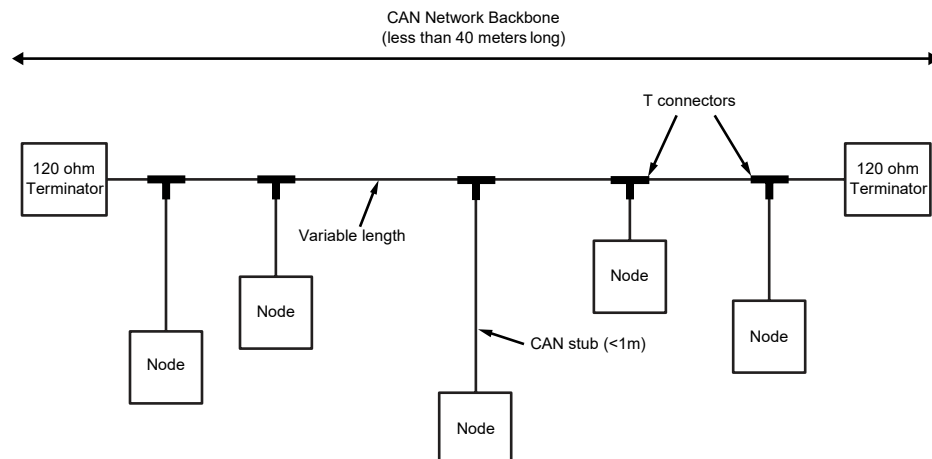 CAN Network Backbone
(less than 40 meters long)
T connectors
120 ohm
Terminator
120 ohm
Terminator
Variable length
Node
Node
Node
CAN stub (<1m)
Node
Node